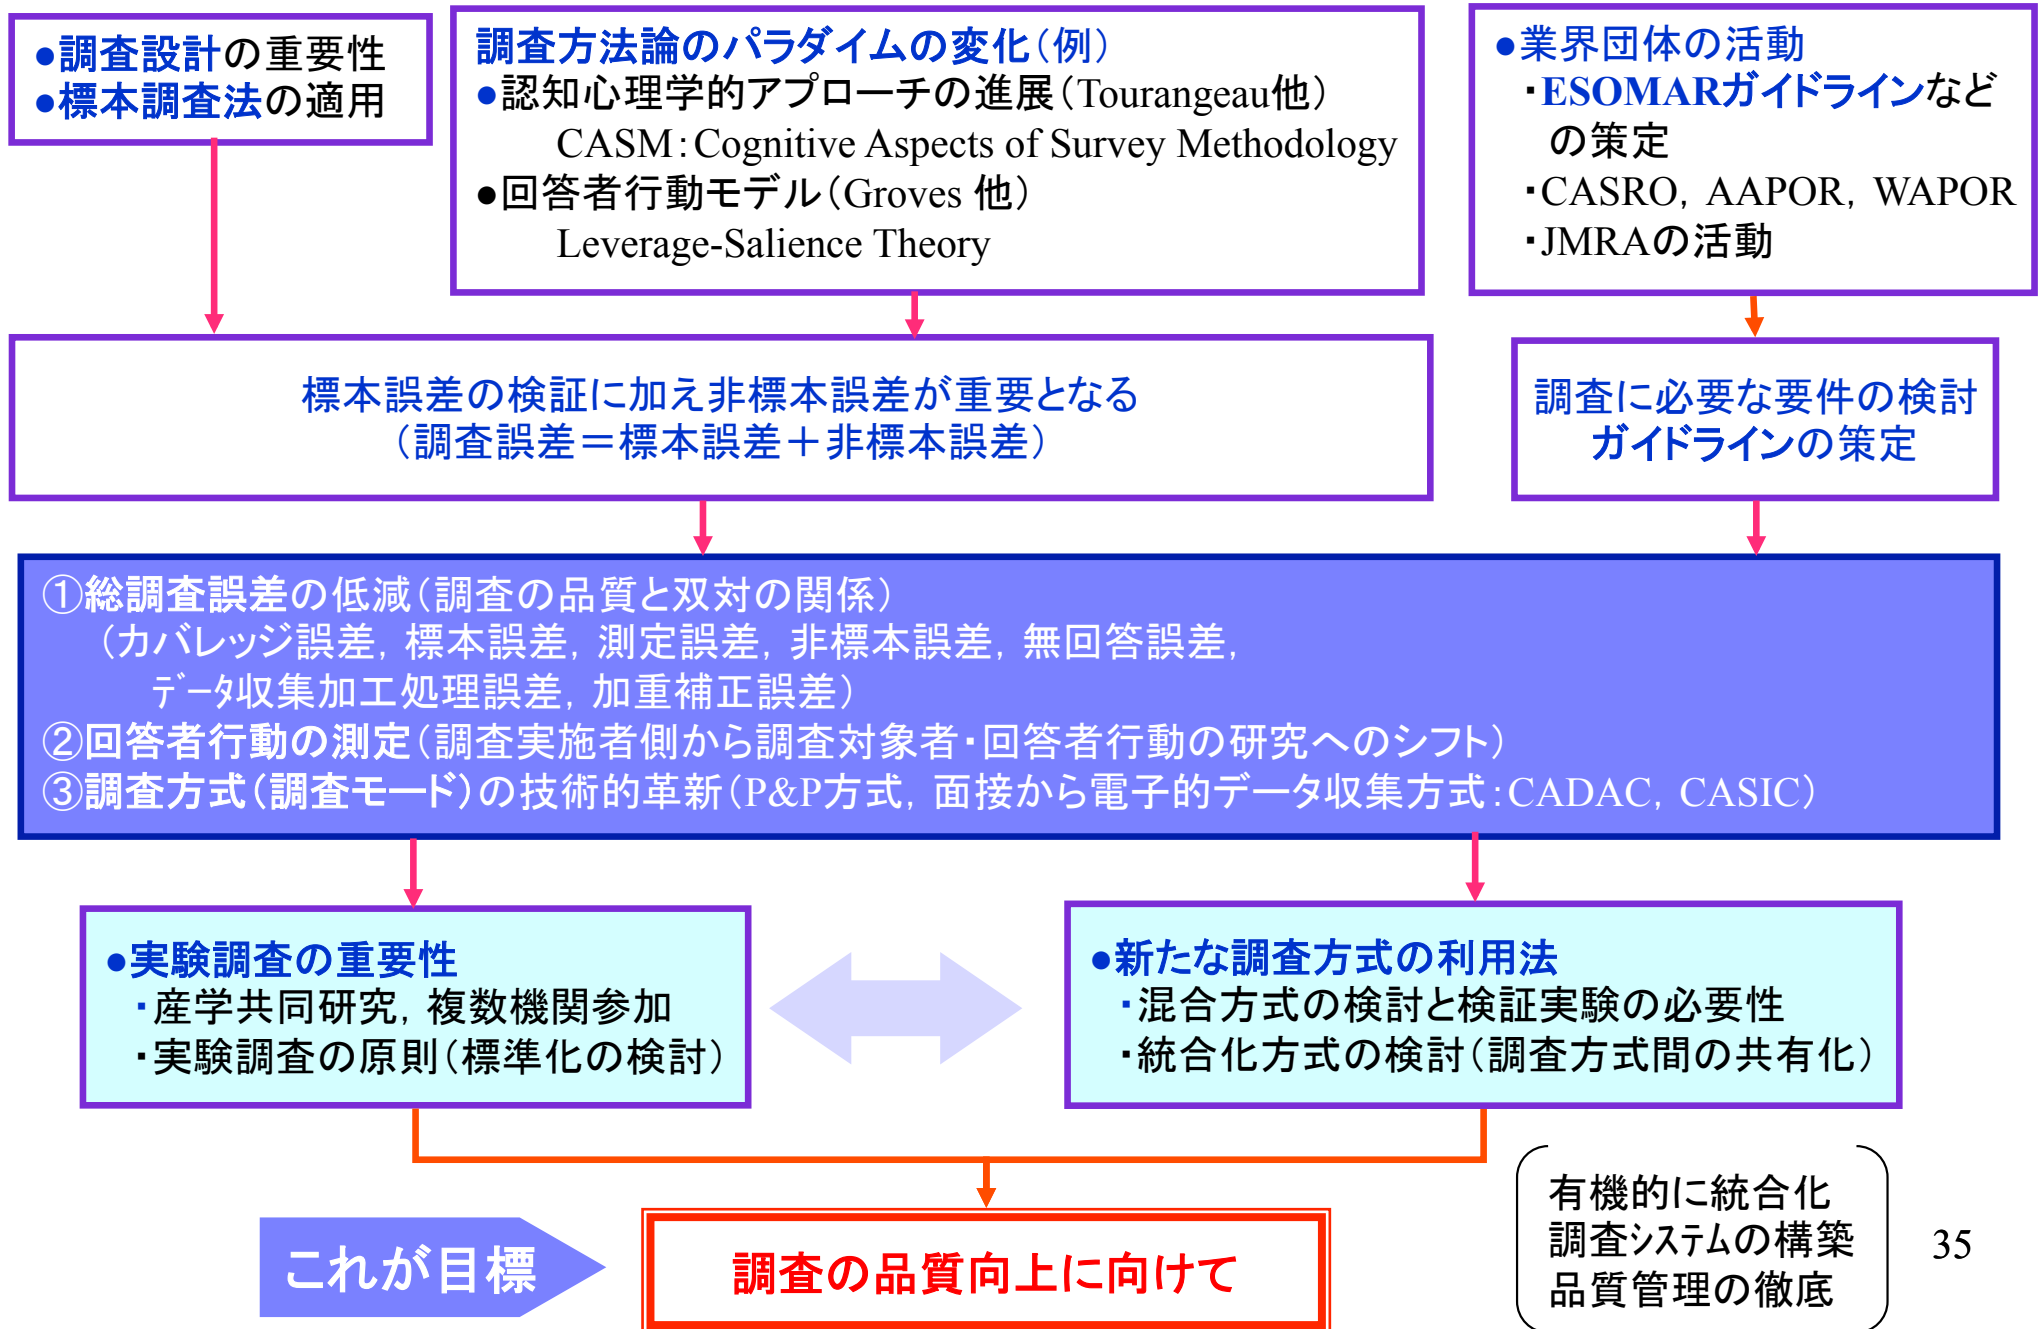 ●調査設計の重要性
●標本調査法の適用
調査方法論のパラダイムの変化（例）
●認知心理学的アプローチの進展（Tourangeau他）
CASM：Cognitive Aspects of Survey Methodology
●回答者行動モデル（Groves 他）
Leverage-Salience Theory
●業界団体の活動
・ESOMARガイドラインなど
の策定
・CASRO，AAPOR，WAPOR
・JMRAの活動
標本誤差の検証に加え非標本誤差が重要となる
（調査誤差＝標本誤差＋非標本誤差）
調査に必要な要件の検討
ガイドラインの策定
①総調査誤差の低減（調査の品質と双対の関係）
（カバレッジ誤差，標本誤差，測定誤差，非標本誤差，無回答誤差，
ﾃﾞｰﾀ収集加工処理誤差，加重補正誤差）
②回答者行動の測定（調査実施者側から調査対象者・回答者行動の研究へのシフト）
③調査方式（調査モード）の技術的革新（P&P方式，面接から電子的データ収集方式：CADAC，CASIC）
●実験調査の重要性
・産学共同研究，複数機関参加
・実験調査の原則（標準化の検討）
●新たな調査方式の利用法
・混合方式の検討と検証実験の必要性
・統合化方式の検討（調査方式間の共有化）
これが目標
調査の品質向上に向けて
有機的に統合化
調査ｼｽﾃﾑの構築
品質管理の徹底
35